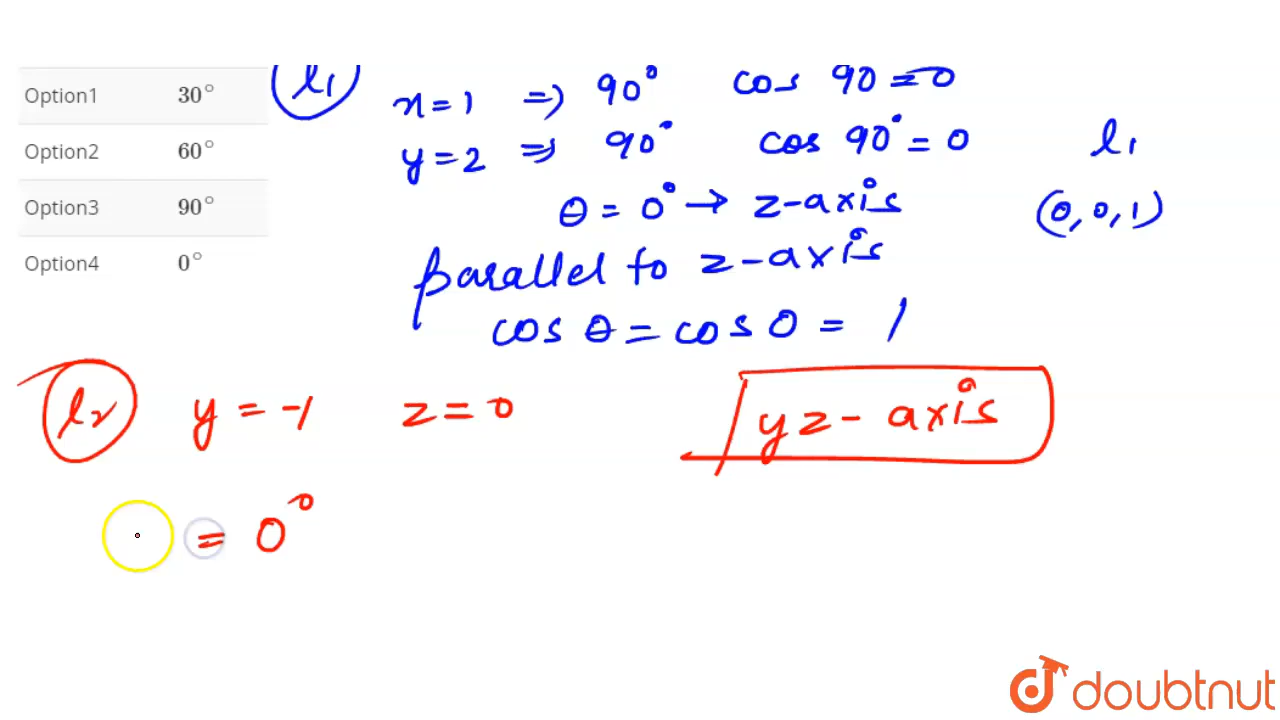 Option1 30°
Option2 60°
Option3 90°
Option4 0°
l1
x=1 => 90° cos 90=0
y=2 => 90° cos 90°=0 l1
θ = 0° → z-axis (0,0,1)
parallel to z-axis
cos θ = cos 0 = 1
l2 y = -1 z=0 yz- axis
= 0°
doubtnut